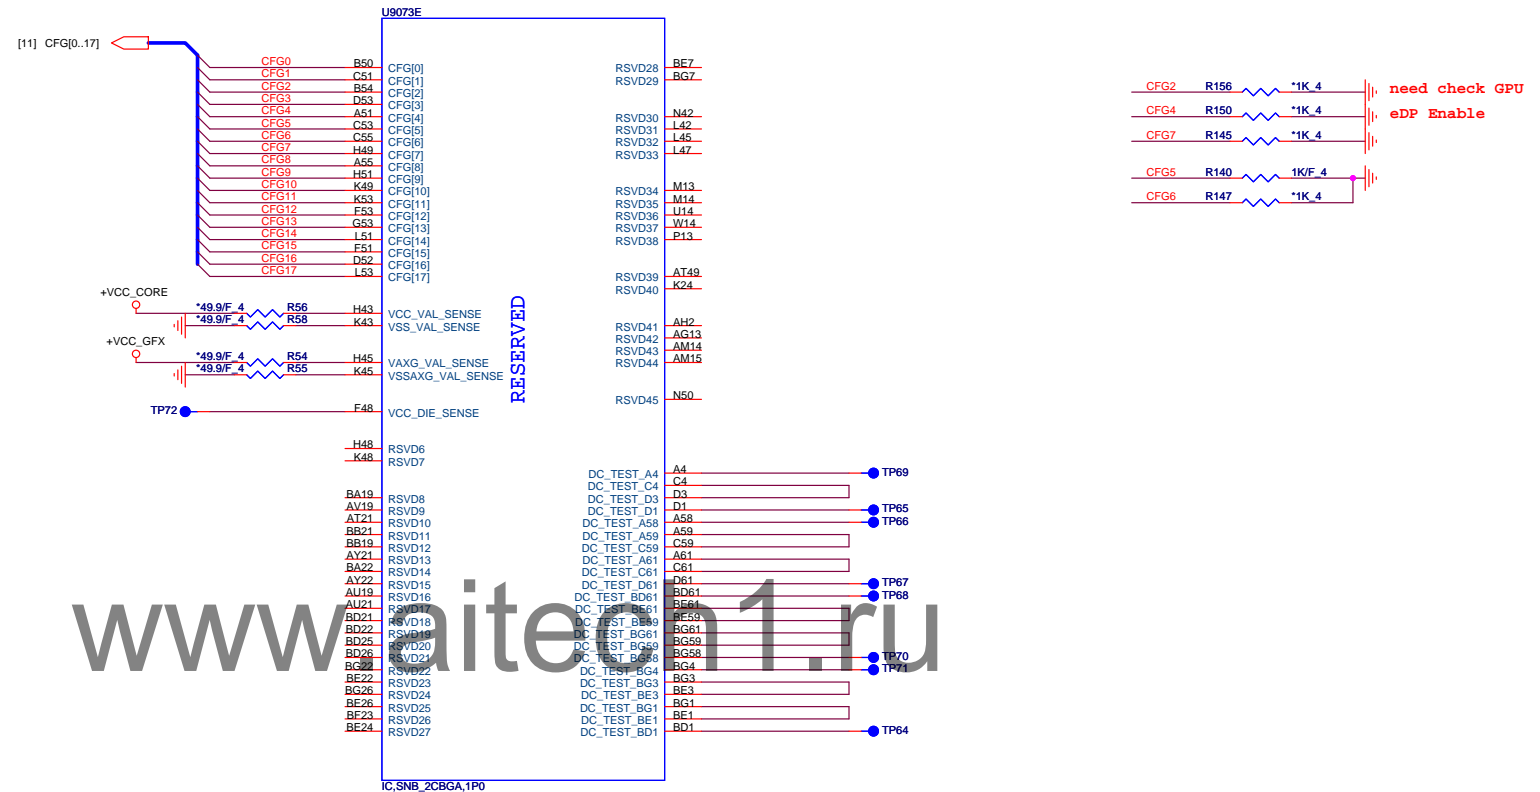 U9073E
[11] CFG[0..17]
CFG0 B50 CFG[0] RSVD28 BE7
CFG1 C51 CFG[1] RSVD29 BG7
CFG2 B54 CFG[2]
CFG3 D53 CFG[3]
CFG4 A51 CFG[4] RSVD30 N42
CFG5 C53 CFG[5] RSVD31 L42
CFG6 C55 CFG[6] RSVD32 L45
CFG7 H49 CFG[7] RSVD33 L47
CFG8 A55 CFG[8]
CFG9 H51 CFG[9]
CFG10 K49 CFG[10] RSVD34 M13
CFG11 K53 CFG[11] RSVD35 M14
CFG12 F53 CFG[12] RSVD36 U14
CFG13 G53 CFG[13] RSVD37 W14
CFG14 L51 CFG[14] RSVD38 P13
CFG15 F51 CFG[15]
CFG16 D52 CFG[16]
CFG17 L53 CFG[17] RSVD39 AT49
RSVD40 K24
+VCC_CORE
*49.9/F_4 R56 H43 VCC_VAL_SENSE
*49.9/F_4 R58 K43 VSS_VAL_SENSE RSVD41 AH2
RSVD42 AG13
+VCC_GFX
RSVD43 AM14
*49.9/F_4 R54 H45 VAXG_VAL_SENSE RSVD44 AM15
*49.9/F_4 R55 K45 VSSAXG_VAL_SENSE
RESERVED
RSVD45 N50
TP72 F48 VCC_DIE_SENSE
H48 RSVD6
K48 RSVD7
DC_TEST_A4 A4 TP69
DC_TEST_C4 C4
BA19 RSVD8 DC_TEST_D3 D3
AV19 RSVD9 DC_TEST_D1 D1 TP65
AT21 RSVD10 DC_TEST_A58 A58 TP66
BB21 RSVD11 DC_TEST_A59 A59
BB19 RSVD12 DC_TEST_C59 C59
AY21 RSVD13 DC_TEST_A61 A61
BA22 RSVD14 DC_TEST_C61 C61
AY22 RSVD15 DC_TEST_D61 D61 TP67
AU19 RSVD16 DC_TEST_BD61 BD61 TP68
AU21 RSVD17 DC_TEST_BE61 BE61
BD21 RSVD18 DC_TEST_BE59 BE59
BD22 RSVD19 DC_TEST_BG61 BG61
BD25 RSVD20 DC_TEST_BG59 BG59
BD26 RSVD21 DC_TEST_BG58 BG58 TP70
BG22 RSVD22 DC_TEST_BG4 BG4 TP71
BE22 RSVD23 DC_TEST_BG3 BG3
BG26 RSVD24 DC_TEST_BE3 BE3
BE26 RSVD25 DC_TEST_BG1 BG1
BF23 RSVD26 DC_TEST_BE1 BE1
BE24 RSVD27 DC_TEST_BD1 BD1 TP64
IC,SNB_2CBGA,1P0
www.aitech1.ru
CFG2 R156 *1K_4 need check GPU
CFG4 R150 *1K_4 eDP Enable
CFG7 R145 *1K_4
CFG5 R140 1K/F_4
CFG6 R147 *1K_4